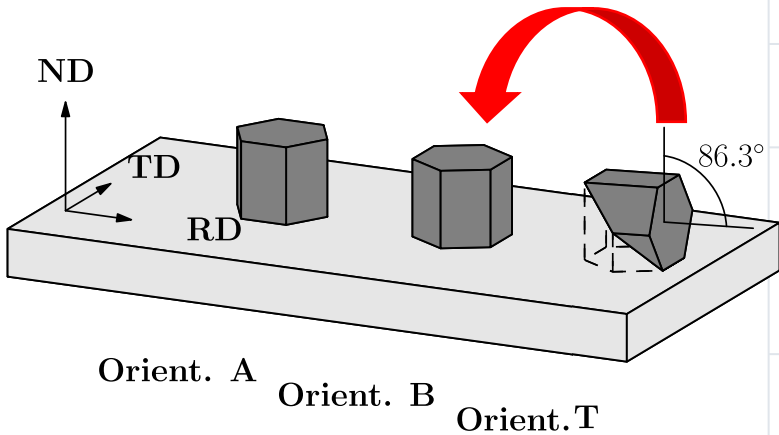 ND
TD
86.3°
RD
Orient. A
Orient. B
Orient.T